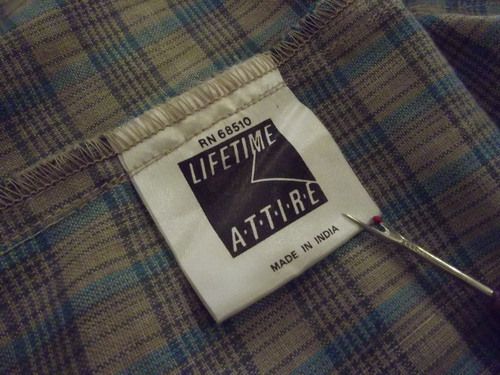 RN 68510
LIFETIME
A·T·T·I·R·E
MADE IN INDIA